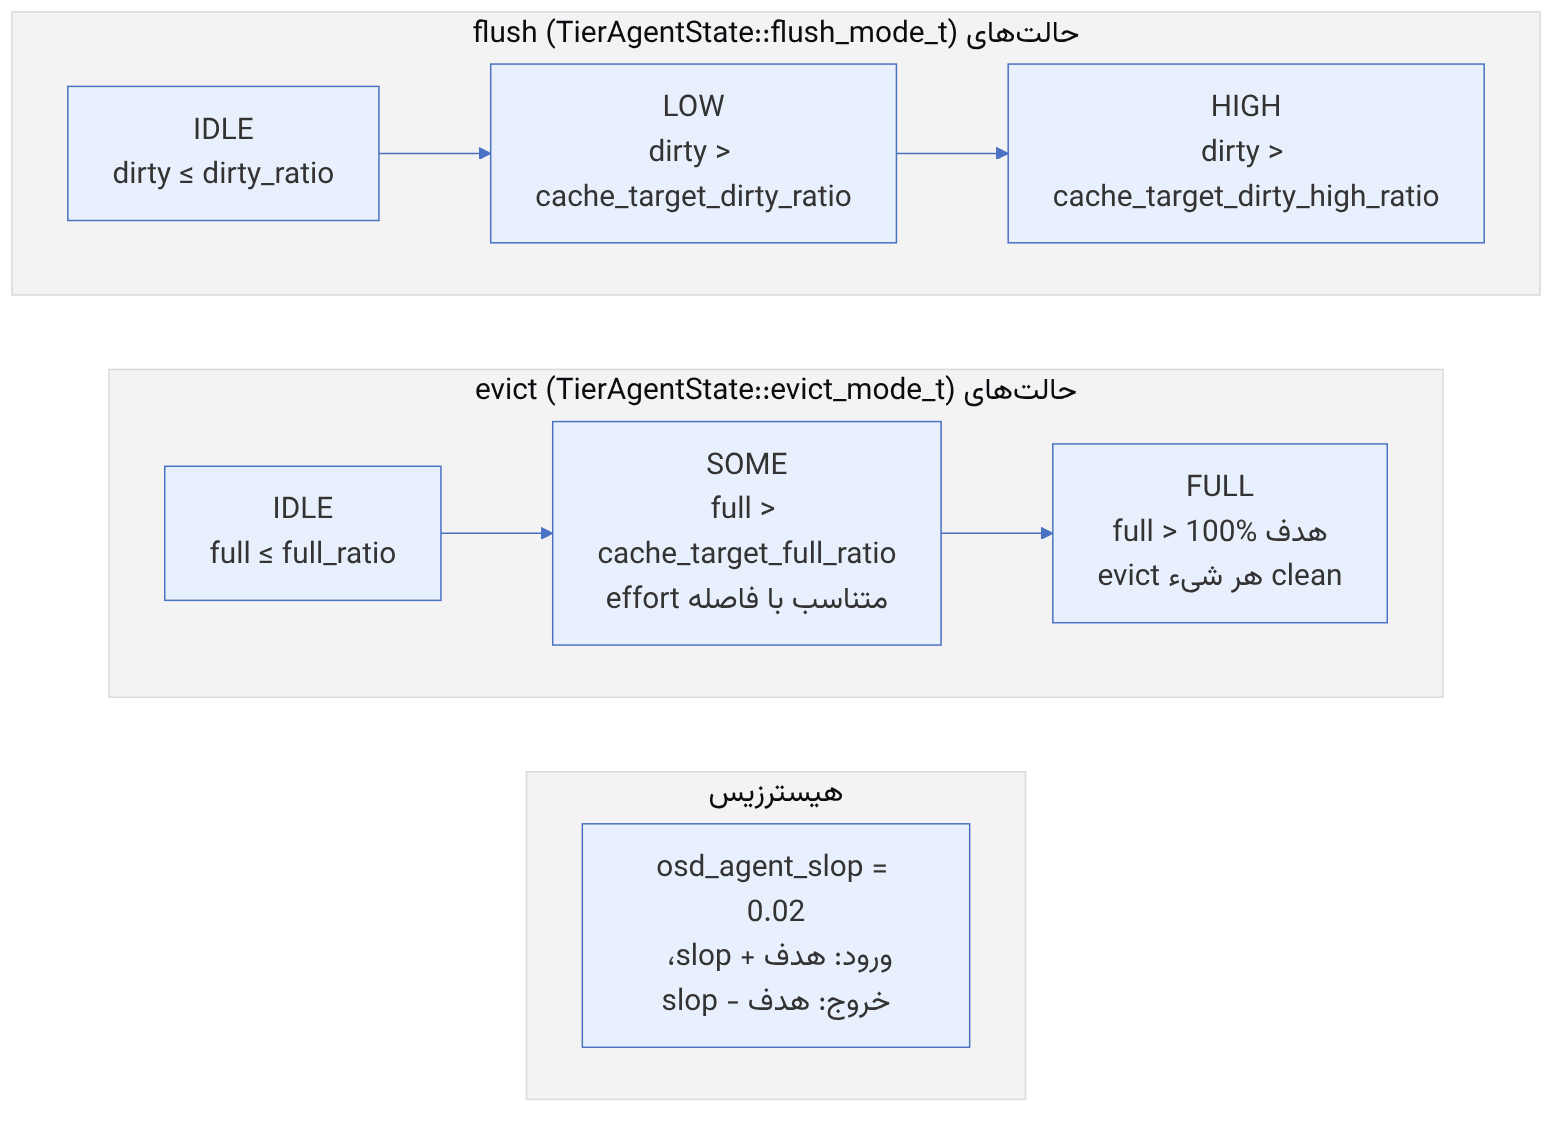 حالت‌های flush (TierAgentState::flush_mode_t)
IDLE
dirty ≤ dirty_ratio
LOW
dirty >
cache_target_dirty_ratio
HIGH
dirty >
cache_target_dirty_high_ratio
حالت‌های evict (TierAgentState::evict_mode_t)
IDLE
full ≤ full_ratio
SOME
full >
cache_target_full_ratio
effort متناسب با فاصله
FULL
full > 100% هدف
evict هر شیء clean
هیسترزیس
osd_agent_slop =
0.02
ورود: هدف + slop،
خروج: هدف - slop